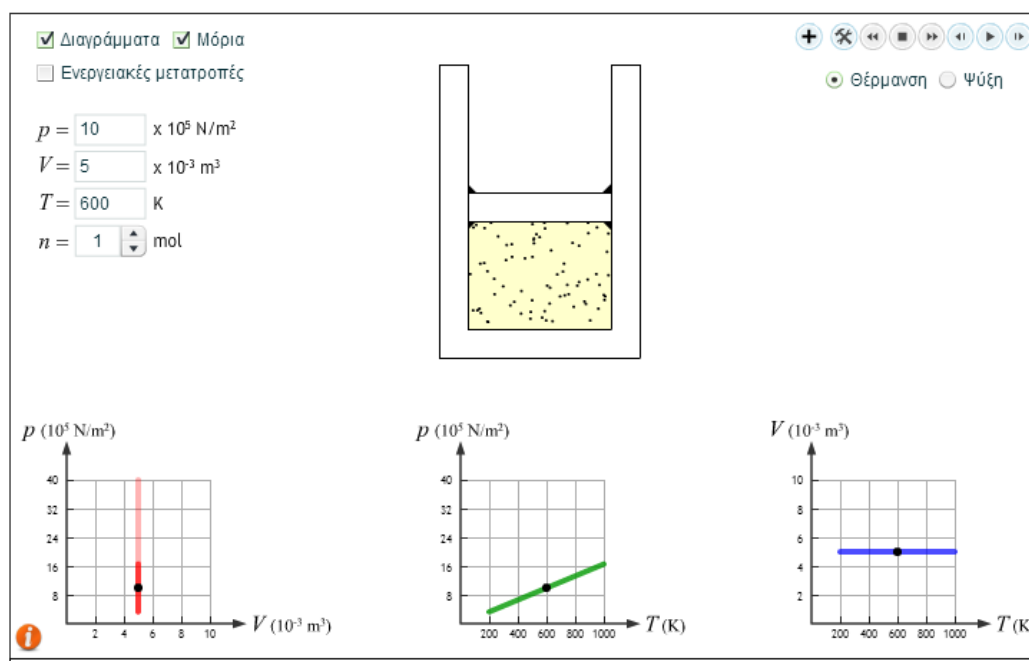 Διαγράμματα Μόρια
Ενεργειακές μετατροπές
Θέρμανση Ψύξη
p = 10 x 10⁵ N/m²
V = 5 x 10⁻³ m³
T = 600 K
n = 1 mol
p (10⁵ N/m²)
40
32
24
16
8
2 4 6 8 10
V (10⁻³ m³)
p (10⁵ N/m²)
40
32
24
16
8
200 400 600 800 1000
T (K)
V (10⁻³ m³)
10
8
6
4
2
200 400 600 800 1000
T (K
i